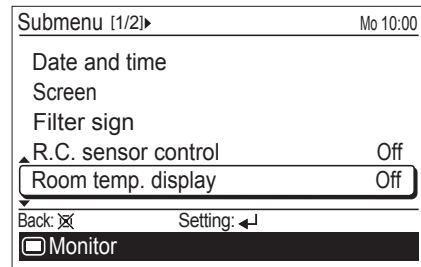 Submenu [1/2]▶ Mo 10:00
Date and time
Screen
Filter sign
R.C. sensor control Off
Room temp. display Off
Back: Setting:
Monitor